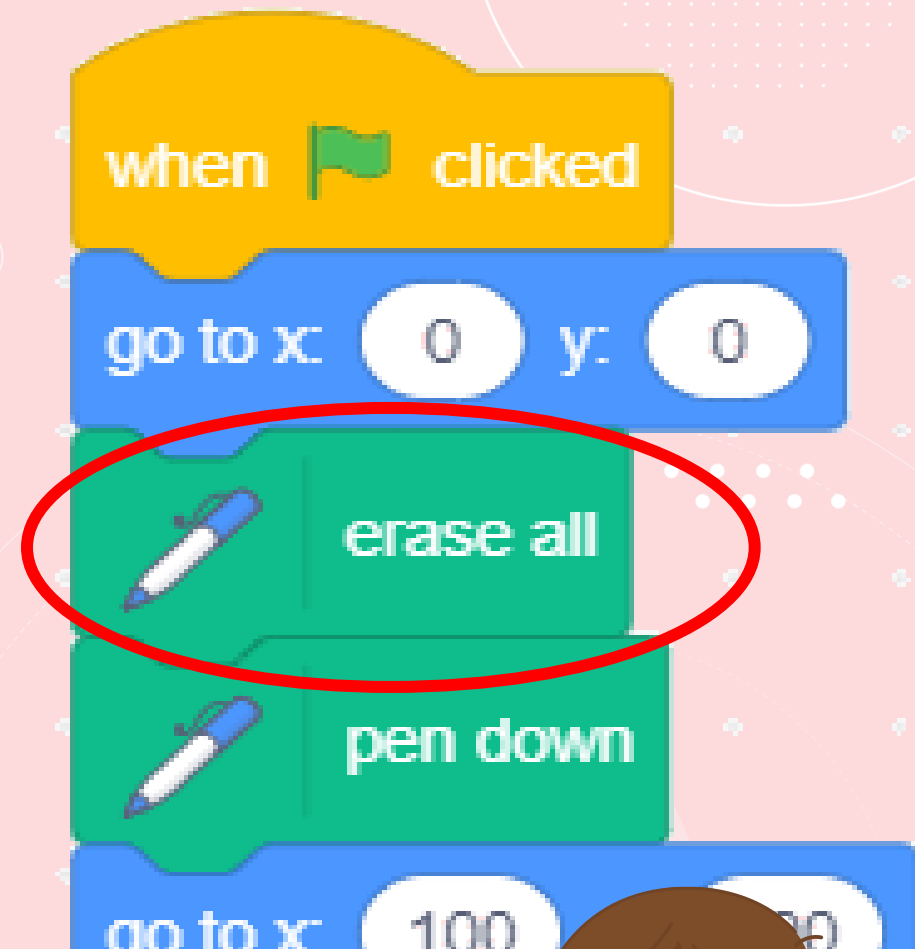 when clicked
go to x: 0 y: 0
erase all
pen down
go to x: 100